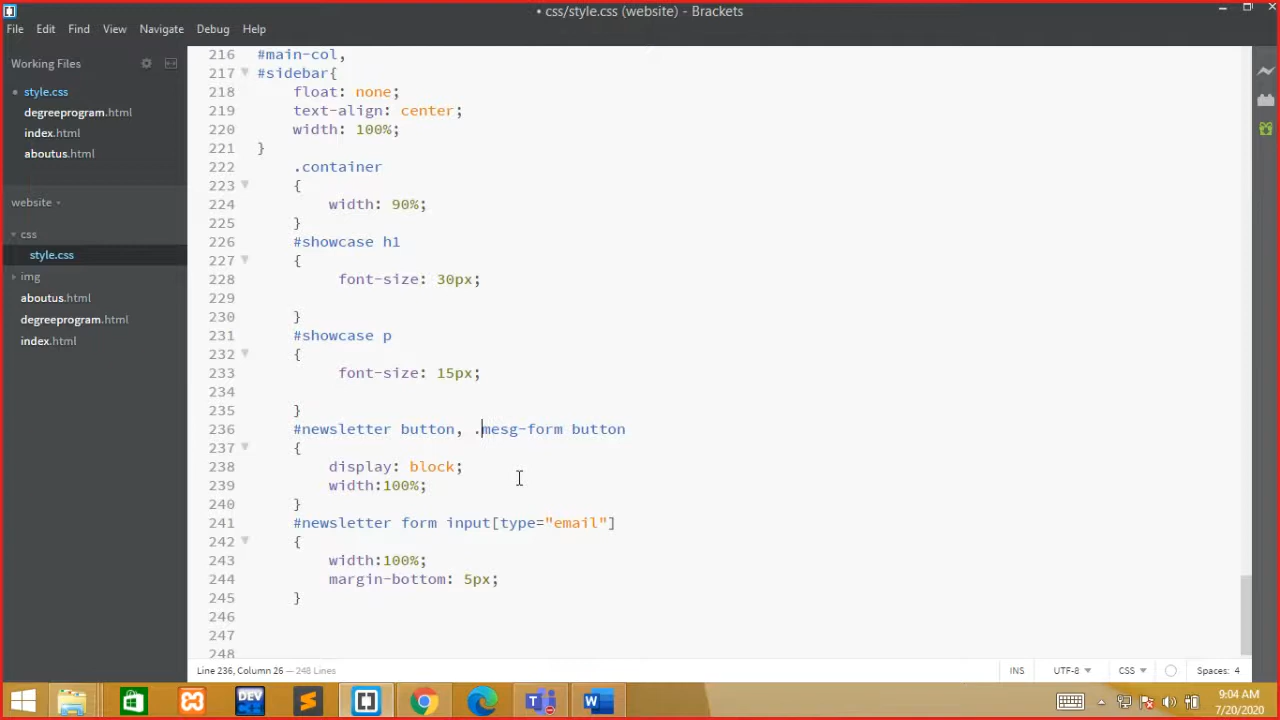 • css/style.css (website) - Brackets
File Edit Find View Navigate Debug Help
Working Files
style.css
degreeprogram.html
index.html
aboutus.html
website
css
style.css
img
aboutus.html
degreeprogram.html
index.html
216 #main-col,
217 #sidebar{
218 float: none;
219 text-align: center;
220 width: 100%;
221 }
222 .container
223 {
224 width: 90%;
225 }
226 #showcase h1
227 {
228 font-size: 30px;
229
230 }
231 #showcase p
232 {
233 font-size: 15px;
234
235 }
236 #newsletter button, .mesg-form button
237 {
238 display: block;
239 width:100%;
240 }
241 #newsletter form input[type="email"]
242 {
243 width:100%;
244 margin-bottom: 5px;
245 }
246
247
248
Line 236, Column 26 — 248 Lines
INS UTF-8 CSS Spaces: 4
DEV
9:04 AM
7/20/2020